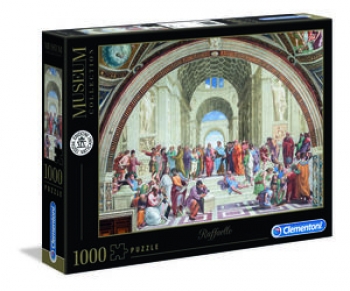 MUSEUM
COLLECTION
1000
PUZZLE
1000 PUZZLE
Raffaello
Clementoni